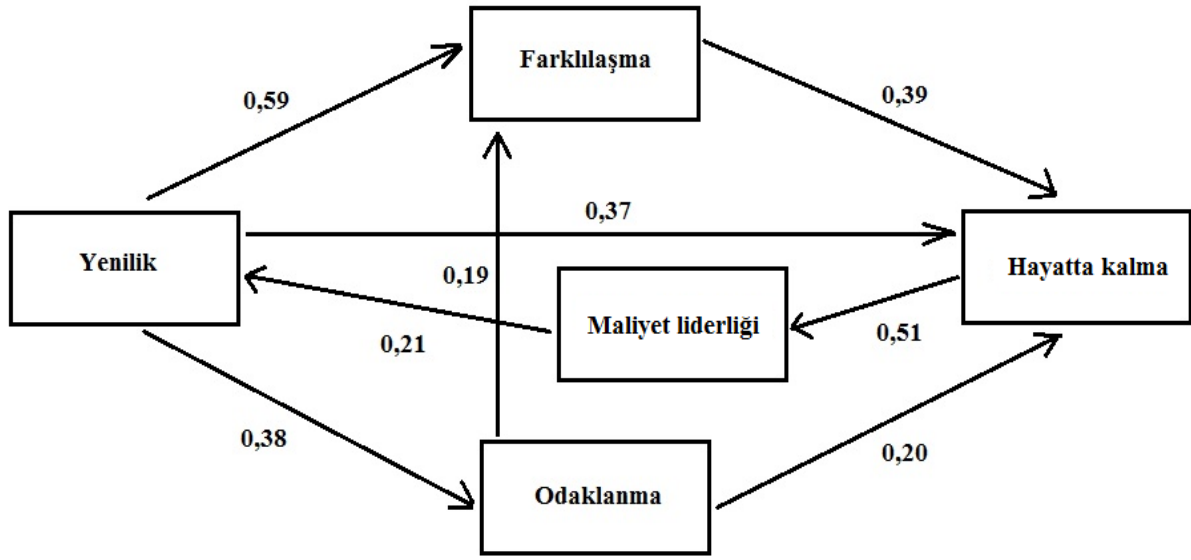 Farklılaşma
0,59
0,39
0,37
Yenilik
Hayatta kalma
0,19
Maliyet liderliği
0,21
0,51
0,38
0,20
Odaklanma